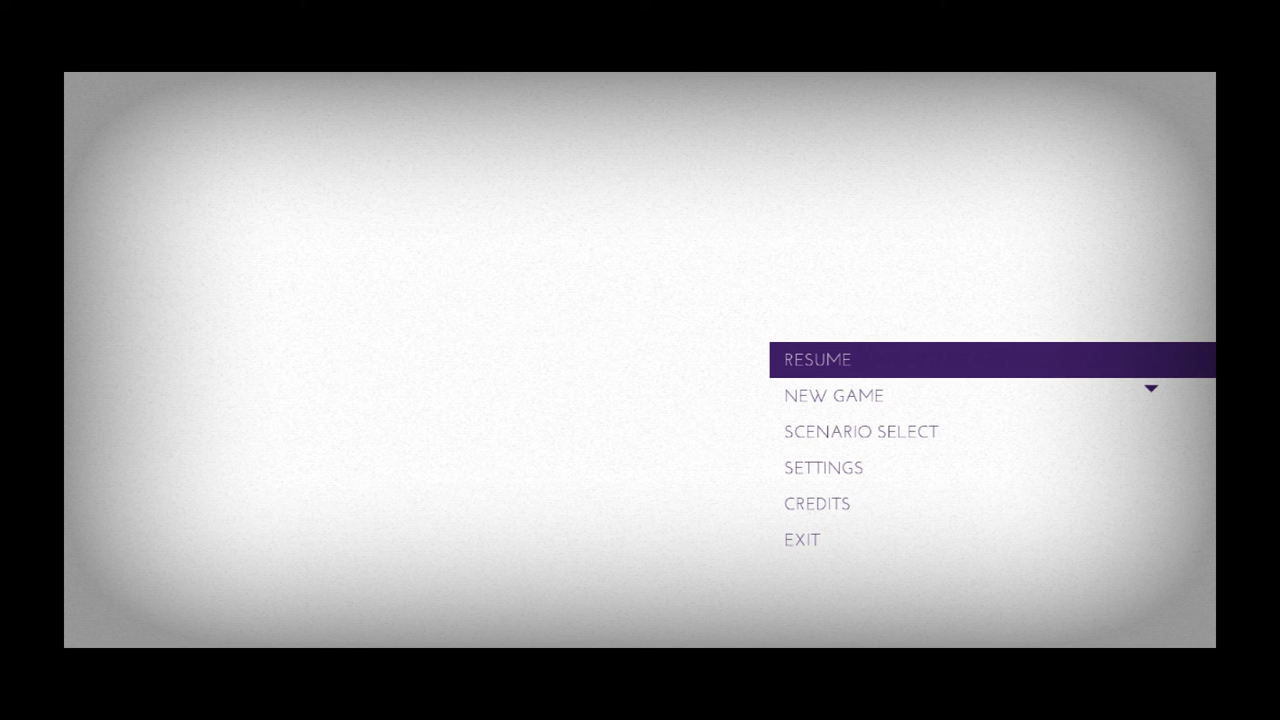 RESUME
NEW GAME
SCENARIO SELECT
SETTINGS
CREDITS
EXIT